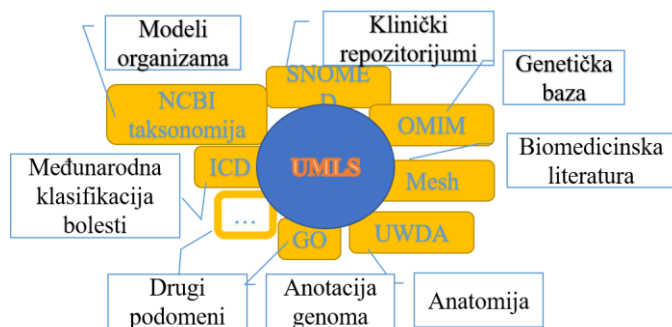 Modeli
organizama
Klinički
repozitorijumi
Genetička
baza
SNOME
D
NCBI
taksonomija
OMIM
Biomedicinska
literatura
Međunarodna
klasifikacija
bolesti
ICD
UMLS
Mesh
...
GO
UWDA
Drugi
podomeni
Anotacija
genoma
Anatomija